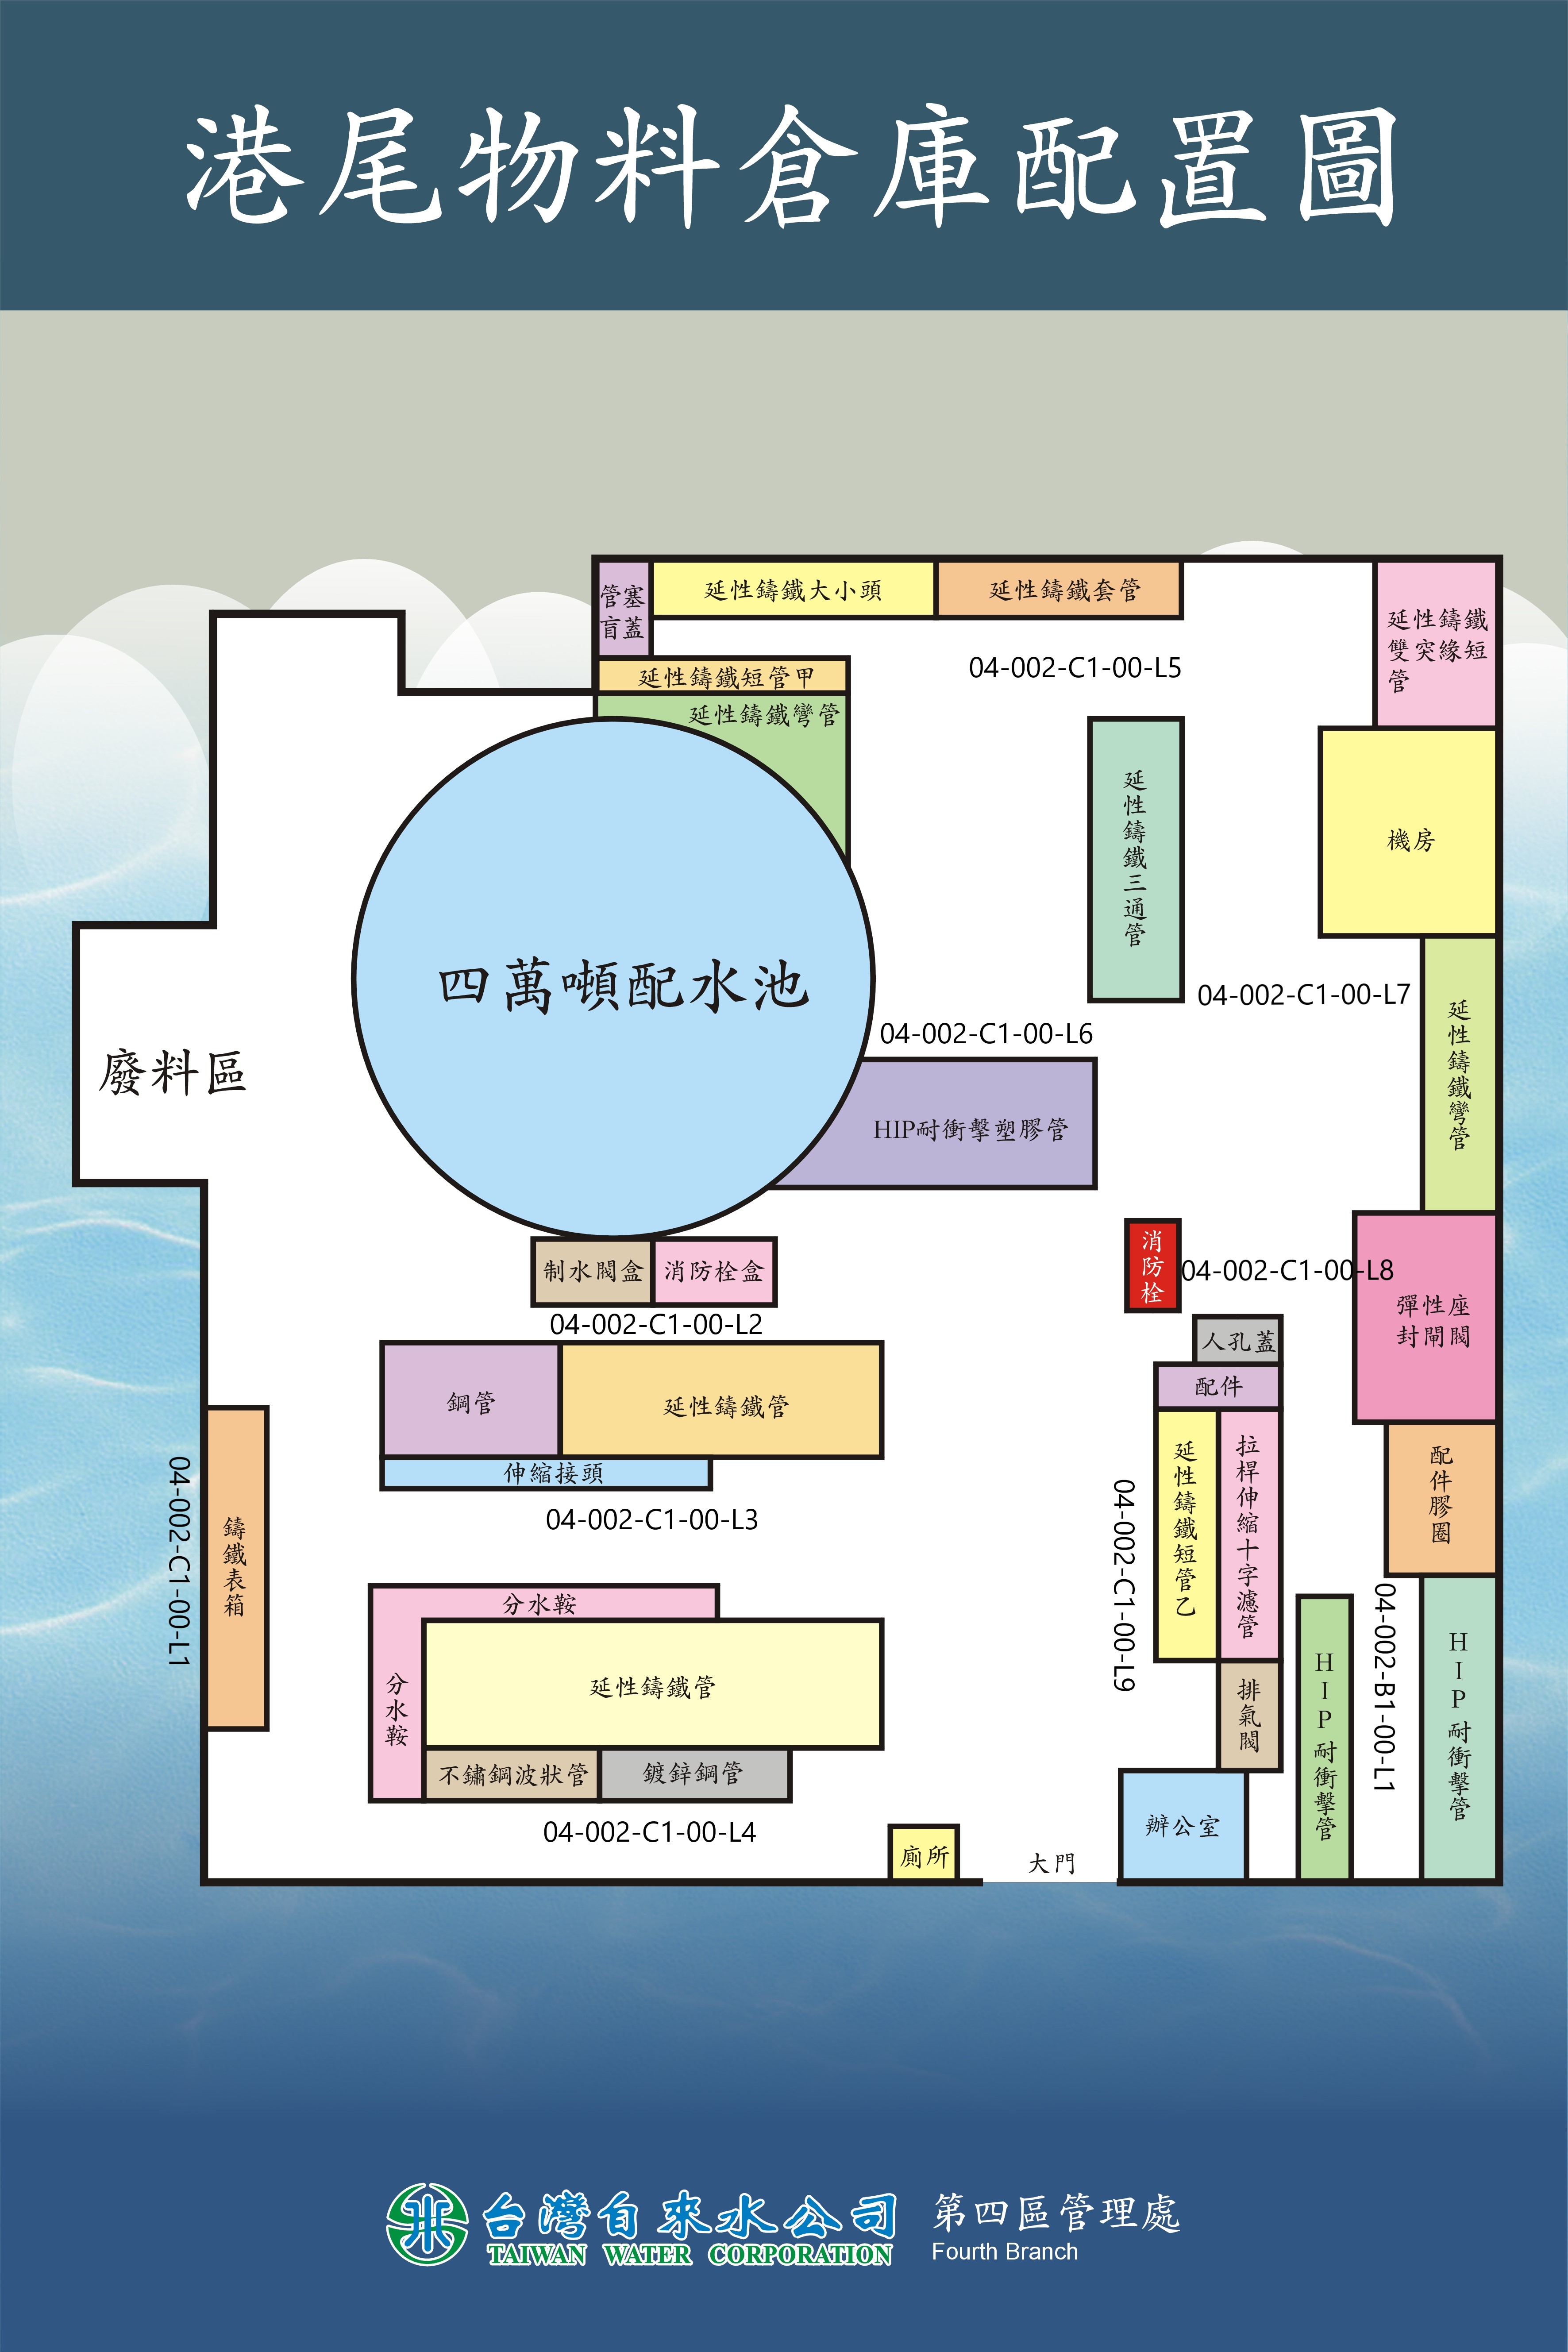 港尾物料倉庫配置圖
管塞
盲蓋
延性鑄鐵大小頭
延性鑄鐵套管
延性鑄鐵
雙突緣短
管
延性鑄鐵短管甲
04-002-C1-00-L5
延性鑄鐵彎管
延性鑄鐵三通管
機房
四萬噸配水池
04-002-C1-00-L7
延性鑄鐵彎管
04-002-C1-00-L6
廢料區
HIP耐衝擊塑膠管
制水閥盒
消防栓盒
消防栓
04-002-C1-00-L8
彈性座
封閘閥
04-002-C1-00-L2
人孔蓋
配件
鋼管
延性鑄鐵管
伸縮接頭
04-002-C1-00-L3
延性鑄鐵短管乙
拉桿伸縮十字濾管
配件膠圈
04-002-C1-00-L1
鑄鐵表箱
04-002-C1-00-L9
分水鞍
分水鞍
延性鑄鐵管
排氣閥
HIP耐衝擊管
04-002-B1-00-L1
HIP耐衝擊管
不鏽鋼波狀管
鍍鋅鋼管
04-002-C1-00-L4
廁所
大門
辦公室
台灣自來水公司
TAIWAN WATER CORPORATION
第四區管理處
Fourth Branch